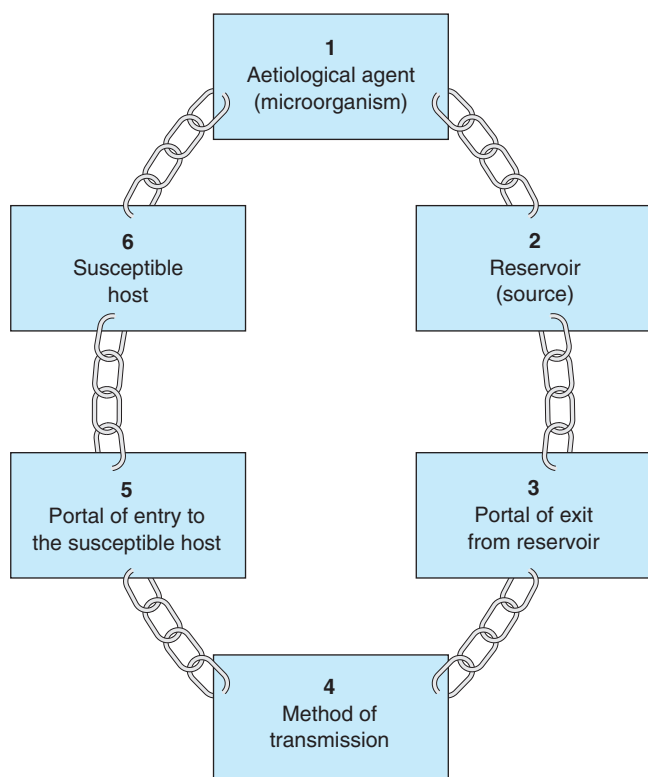 1
Aetiological agent
(microorganism)
2
Reservoir
(source)
3
Portal of exit
from reservoir
4
Method of
transmission
5
Portal of entry to
the susceptible host
6
Susceptible
host